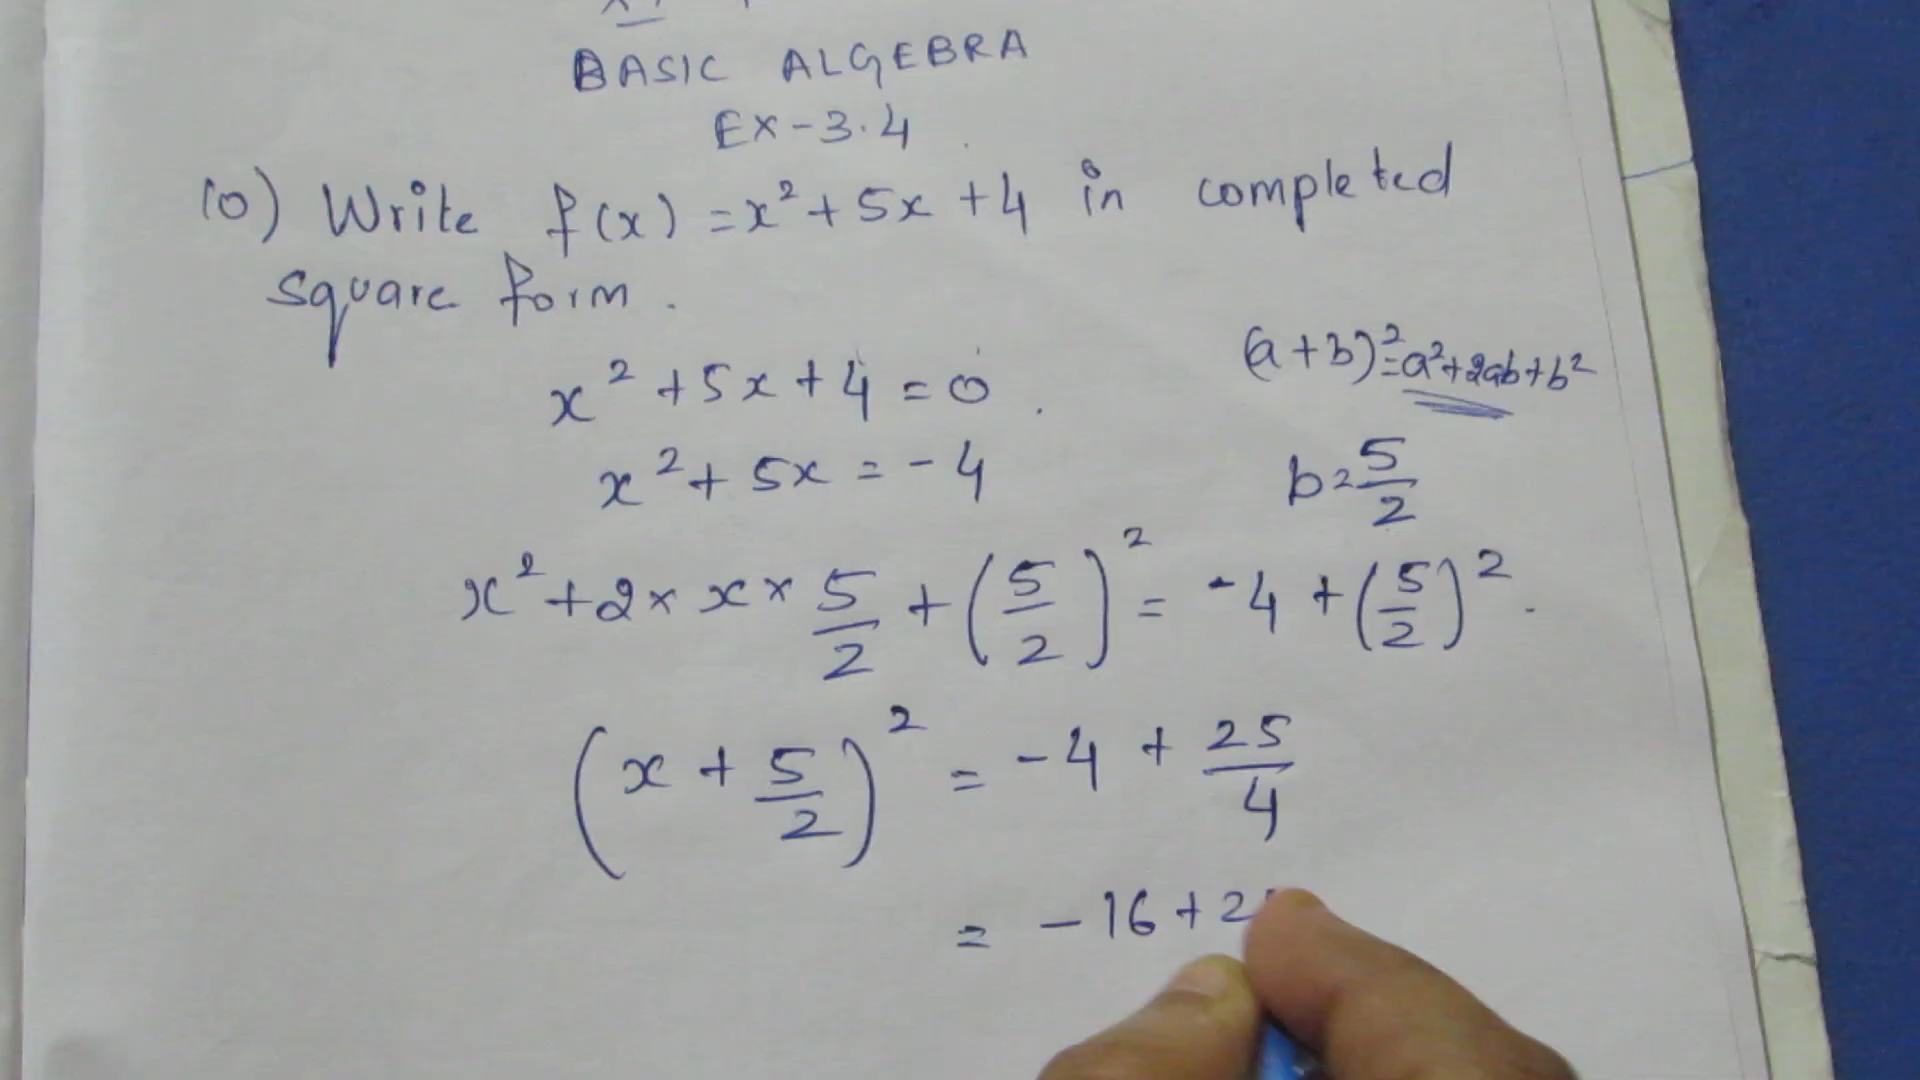 BASIC ALGEBRA
EX-3.4
10) Write f(x) = x² + 5x + 4 in completed
square form.
x² + 5x + 4 = 0
(a+b)² = a² + 2ab + b²
x² + 5x = -4
b = 5/2
x² + 2 × x × 5/2 + (5/2)² = -4 + (5/2)²
(x + 5/2)² = -4 + 25/4
= -16 + 2